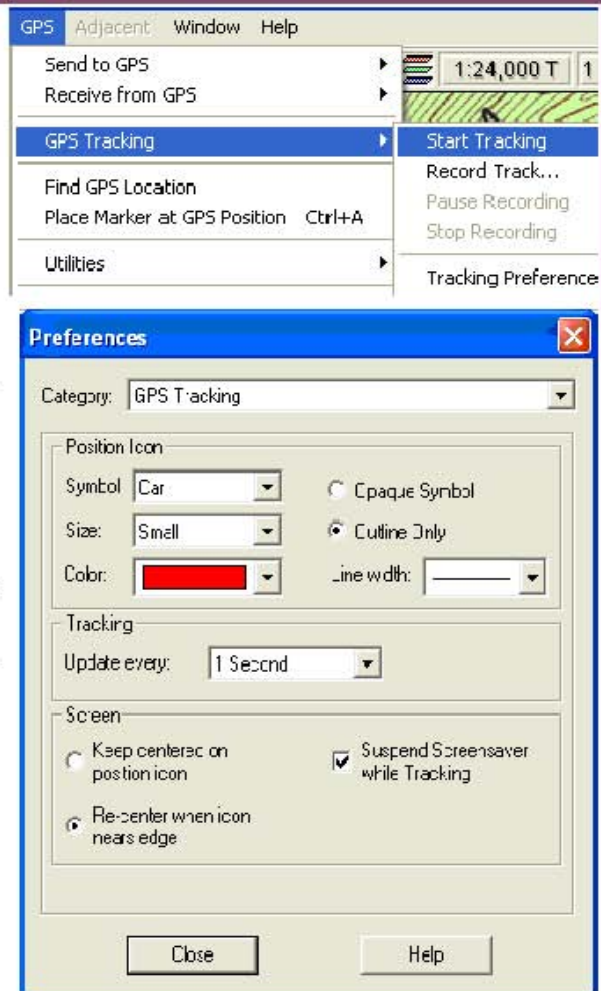 GPS Adjacent Window Help
Send to GPS
1:24,000 T 1
Receive from GPS
GPS Tracking
Start Tracking
Record Track...
Find GPS Location
Pause Recording
Place Marker at GPS Position Ctrl+A
Stop Recording
Utilities
Tracking Preference
Preferences
Category: GPS Tracking
Position Icon
Symbol Car
Opaque Symbol
Size: Small
Outline Only
Color:
Line width:
Tracking
Update every: 1 Second
Screen
Keep centered on
position icon
Suspend Screensaver
while Tracking
Re-center when icon
nears edge
Close
Help